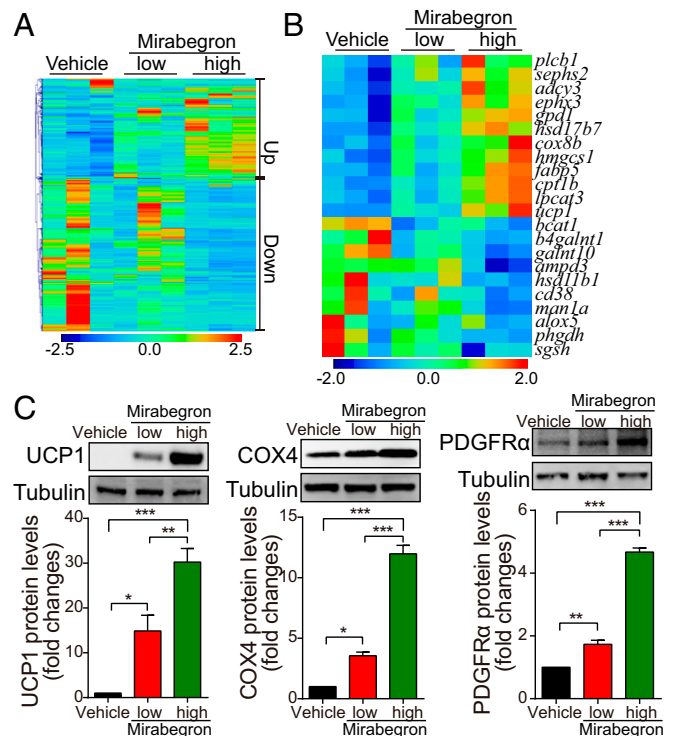 A
Vehicle
Mirabegron
low
high
Up
Down
-2.5
0.0
2.5
B
Vehicle
Mirabegron
low
high
plcb1
sephs2
adcy3
ephx3
gpd1
hsd17b7
cox8b
hmgcs1
fabp5
cpt1b
lpcat3
ucp1
bcat1
b4galnt1
galnt10
ampd3
hsd11b1
cd38
man1a
alox5
phgdh
sgsh
-2.0
0.0
2.0
C
Vehicle
Mirabegron
low
high
UCP1
Tubulin
UCP1 protein levels
(fold changes)
40
30
20
10
0
***
**
*
Vehicle
low
high
Mirabegron
Vehicle
Mirabegron
low
high
COX4
Tubulin
COX4 protein levels
(fold changes)
15
10
5
0
***
***
*
Vehicle
low
high
Mirabegron
Vehicle
Mirabegron
low
high
PDGFRα
Tubulin
PDGFRα protein levels
(fold changes)
6
4
2
0
***
***
**
Vehicle
low
high
Mirabegron